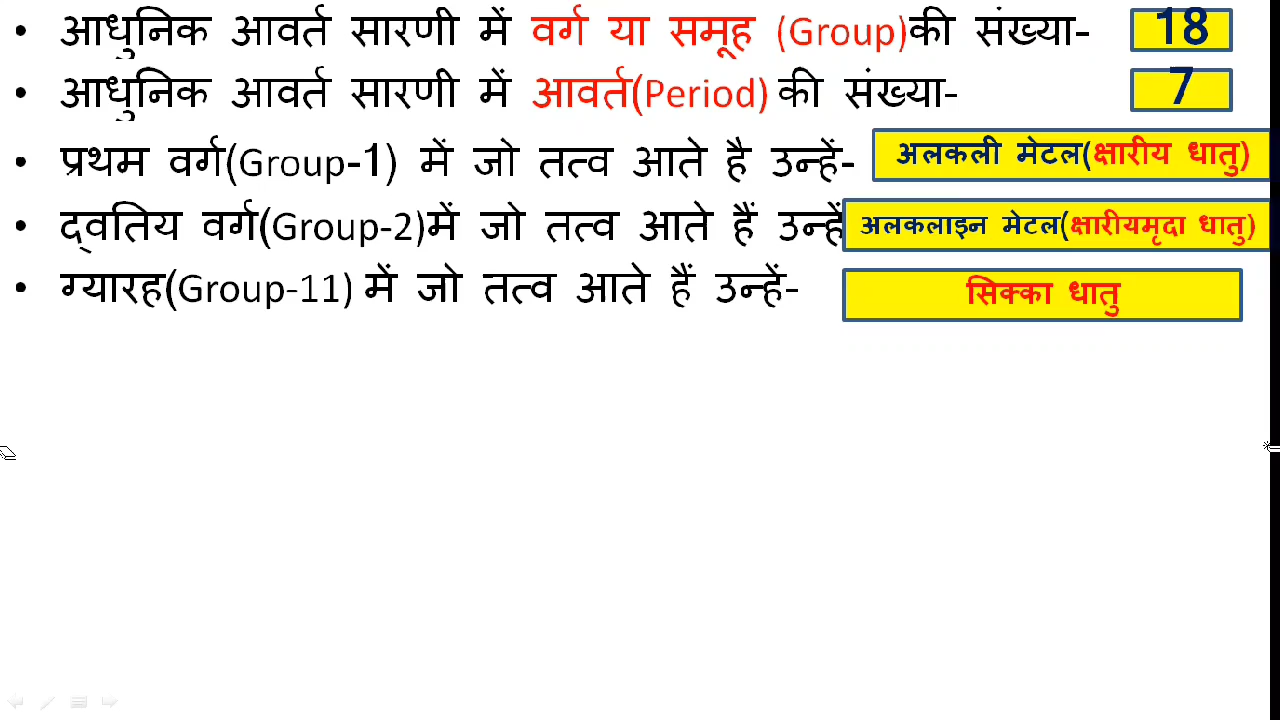 • आधुनिक आवर्त सारणी में वर्ग या समूह (Group)की संख्या- 18
• आधुनिक आवर्त सारणी में आवर्त(Period) की संख्या- 7
• प्रथम वर्ग(Group-1) में जो तत्व आते है उन्हें- अलकली मेटल(क्षारीय धातु)
• द्वतिय वर्ग(Group-2)में जो तत्व आते हैं उन्हें अलकलाइन मेटल(क्षारीयमृदा धातु)
• ग्यारह(Group-11) में जो तत्व आते हैं उन्हें- सिक्का धातु